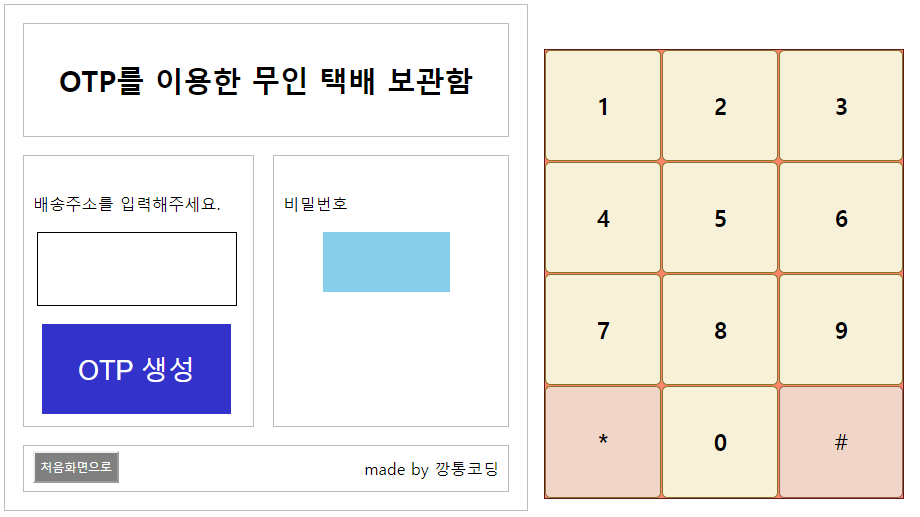 OTP를 이용한 무인 택배 보관함
배송주소를 입력해주세요.
OTP 생성
비밀번호
처음화면으로
made by 깡통코딩
1 2 3
4 5 6
7 8 9
* 0 #